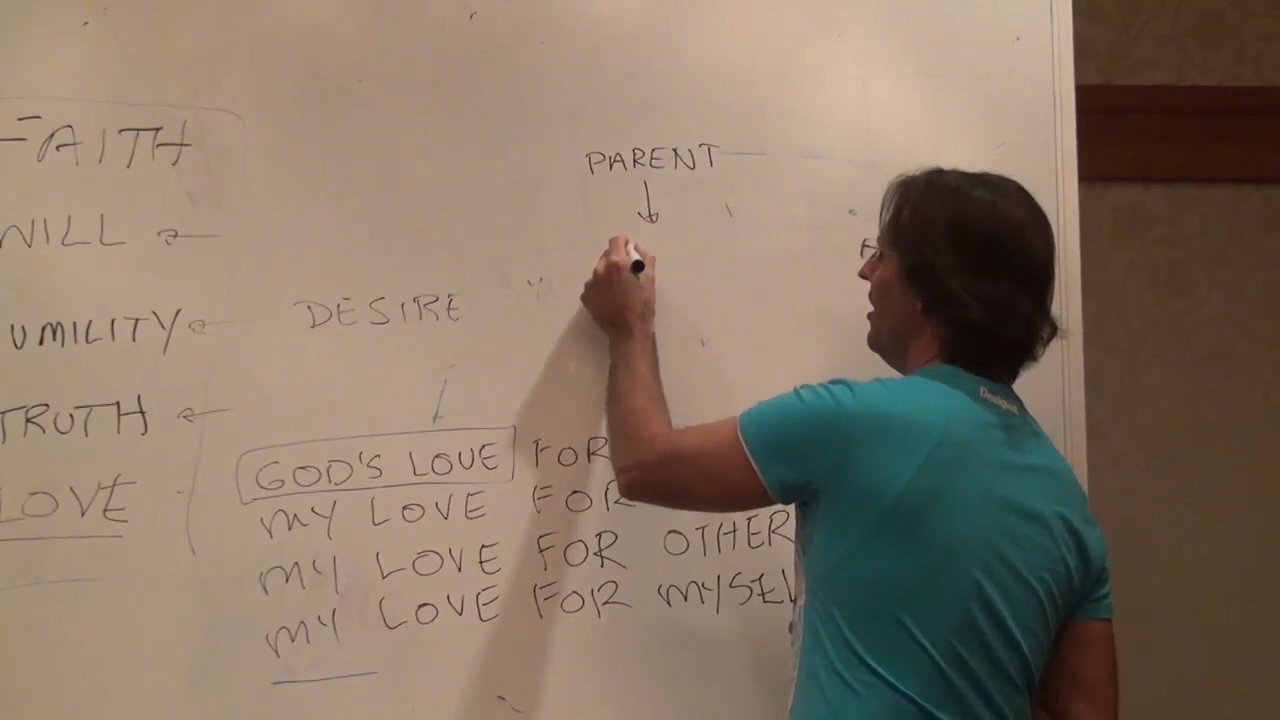 FAITH
WILL
UMILITY
TRUTH
LOVE
DESIRE
PARENT
GOD'S LOVE FOR
MY LOVE FOR
MY LOVE FOR OTHER
MY LOVE FOR MYSEL
Desigual